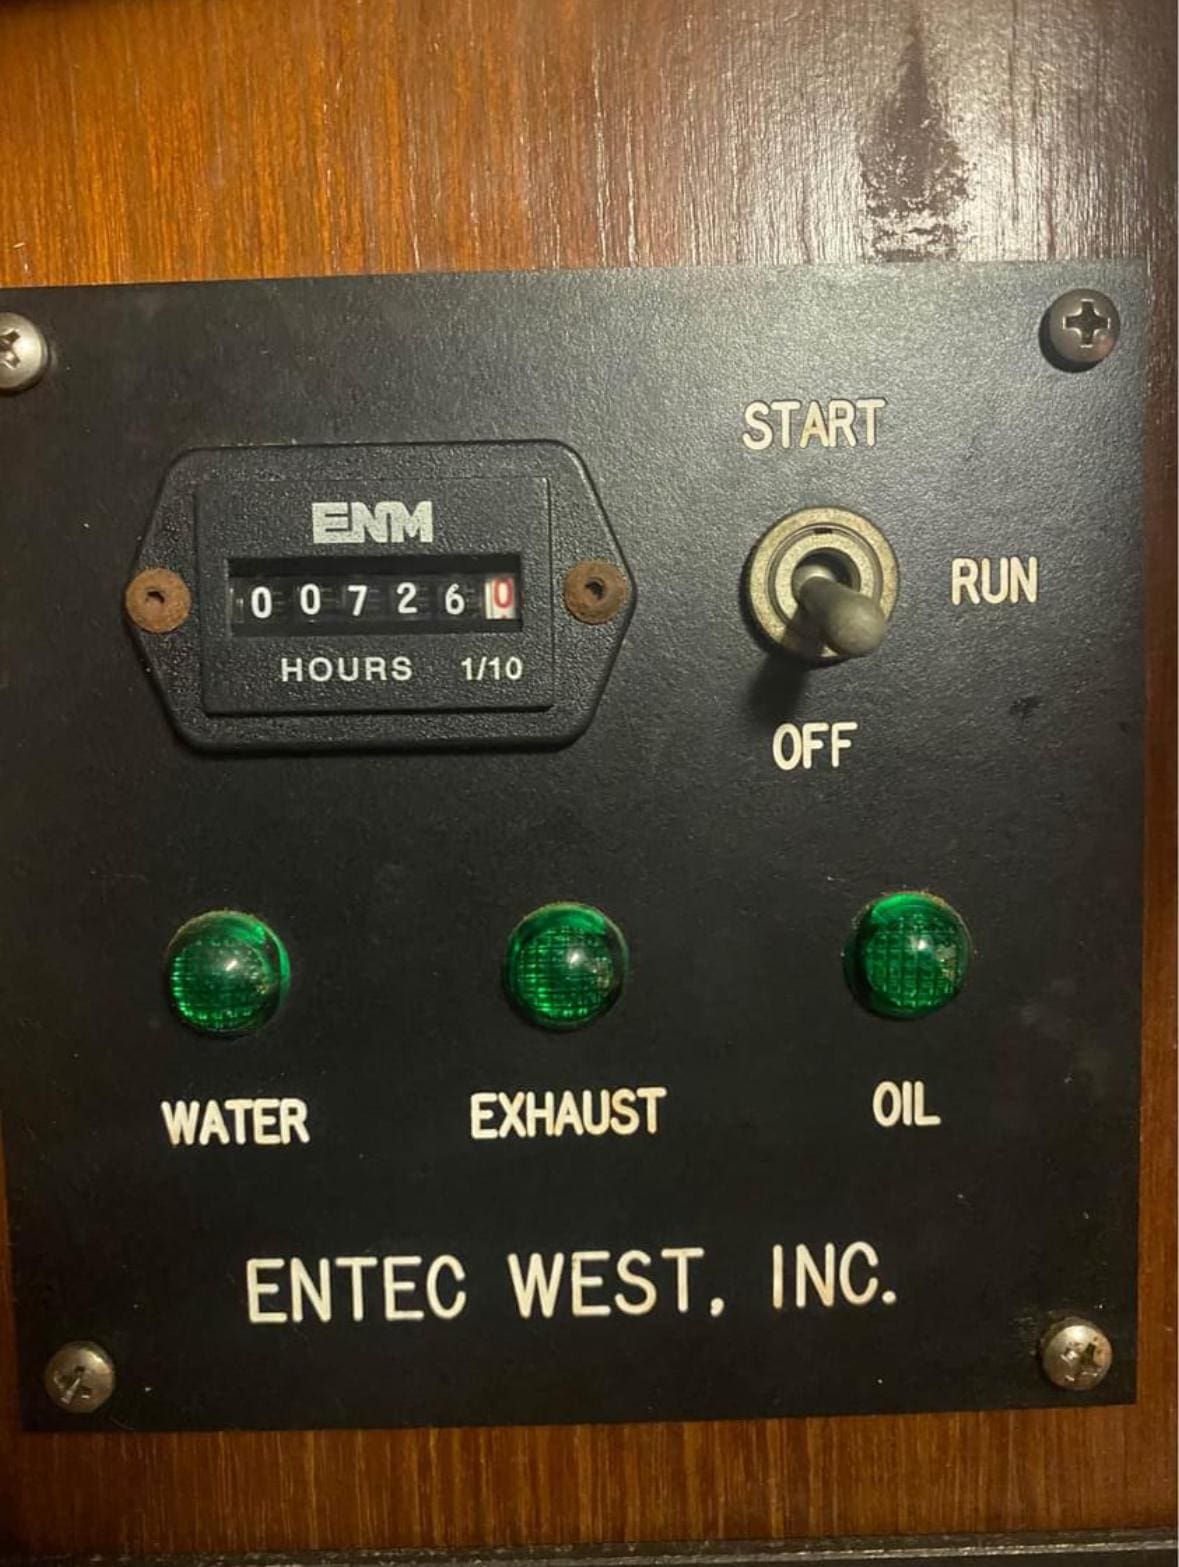 START
ENM
RUN
0 0 7 2 6 0
HOURS 1/10
OFF
WATER EXHAUST OIL
ENTEC WEST, INC.